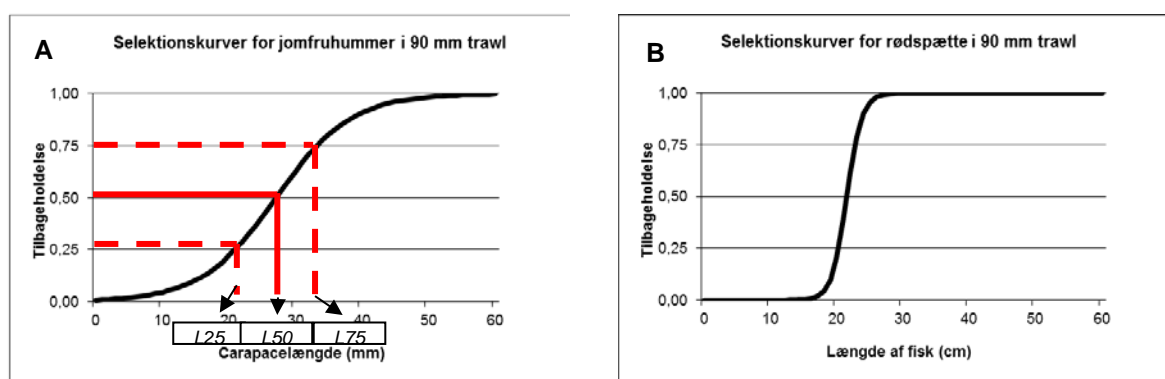 A
Selektionskurver for jomfruhummer i 90 mm trawl
Tilbageholdelse
1,00
0,75
0,50
0,25
0,00
0 10 20 30 40 50 60
L25 L50 L75
Carapacelængde (mm)
B
Selektionskurver for rødspætte i 90 mm trawl
Tilbageholdelse
1,00
0,75
0,50
0,25
0,00
0 10 20 30 40 50 60
Længde af fisk (cm)